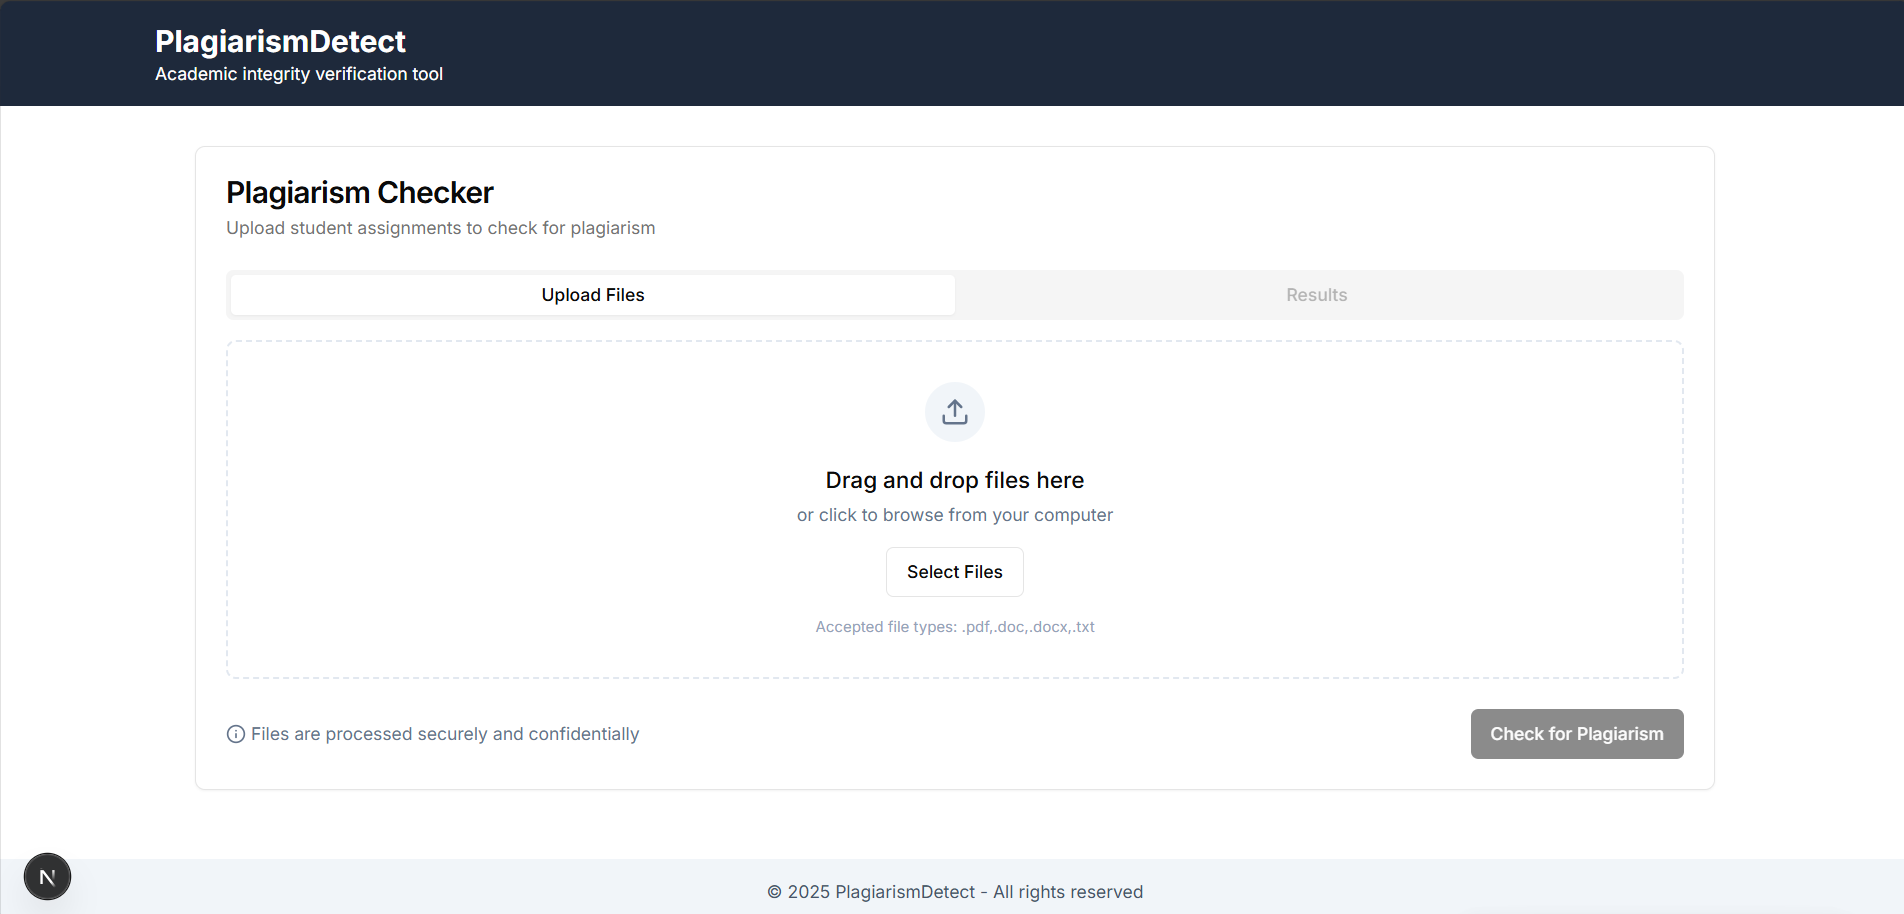 PlagiarismDetect
Academic integrity verification tool
Plagiarism Checker
Upload student assignments to check for plagiarism
Upload Files
Results
Drag and drop files here
or click to browse from your computer
Select Files
Accepted file types: .pdf,.doc,.docx,.txt
Files are processed securely and confidentially
Check for Plagiarism
N
© 2025 PlagiarismDetect - All rights reserved